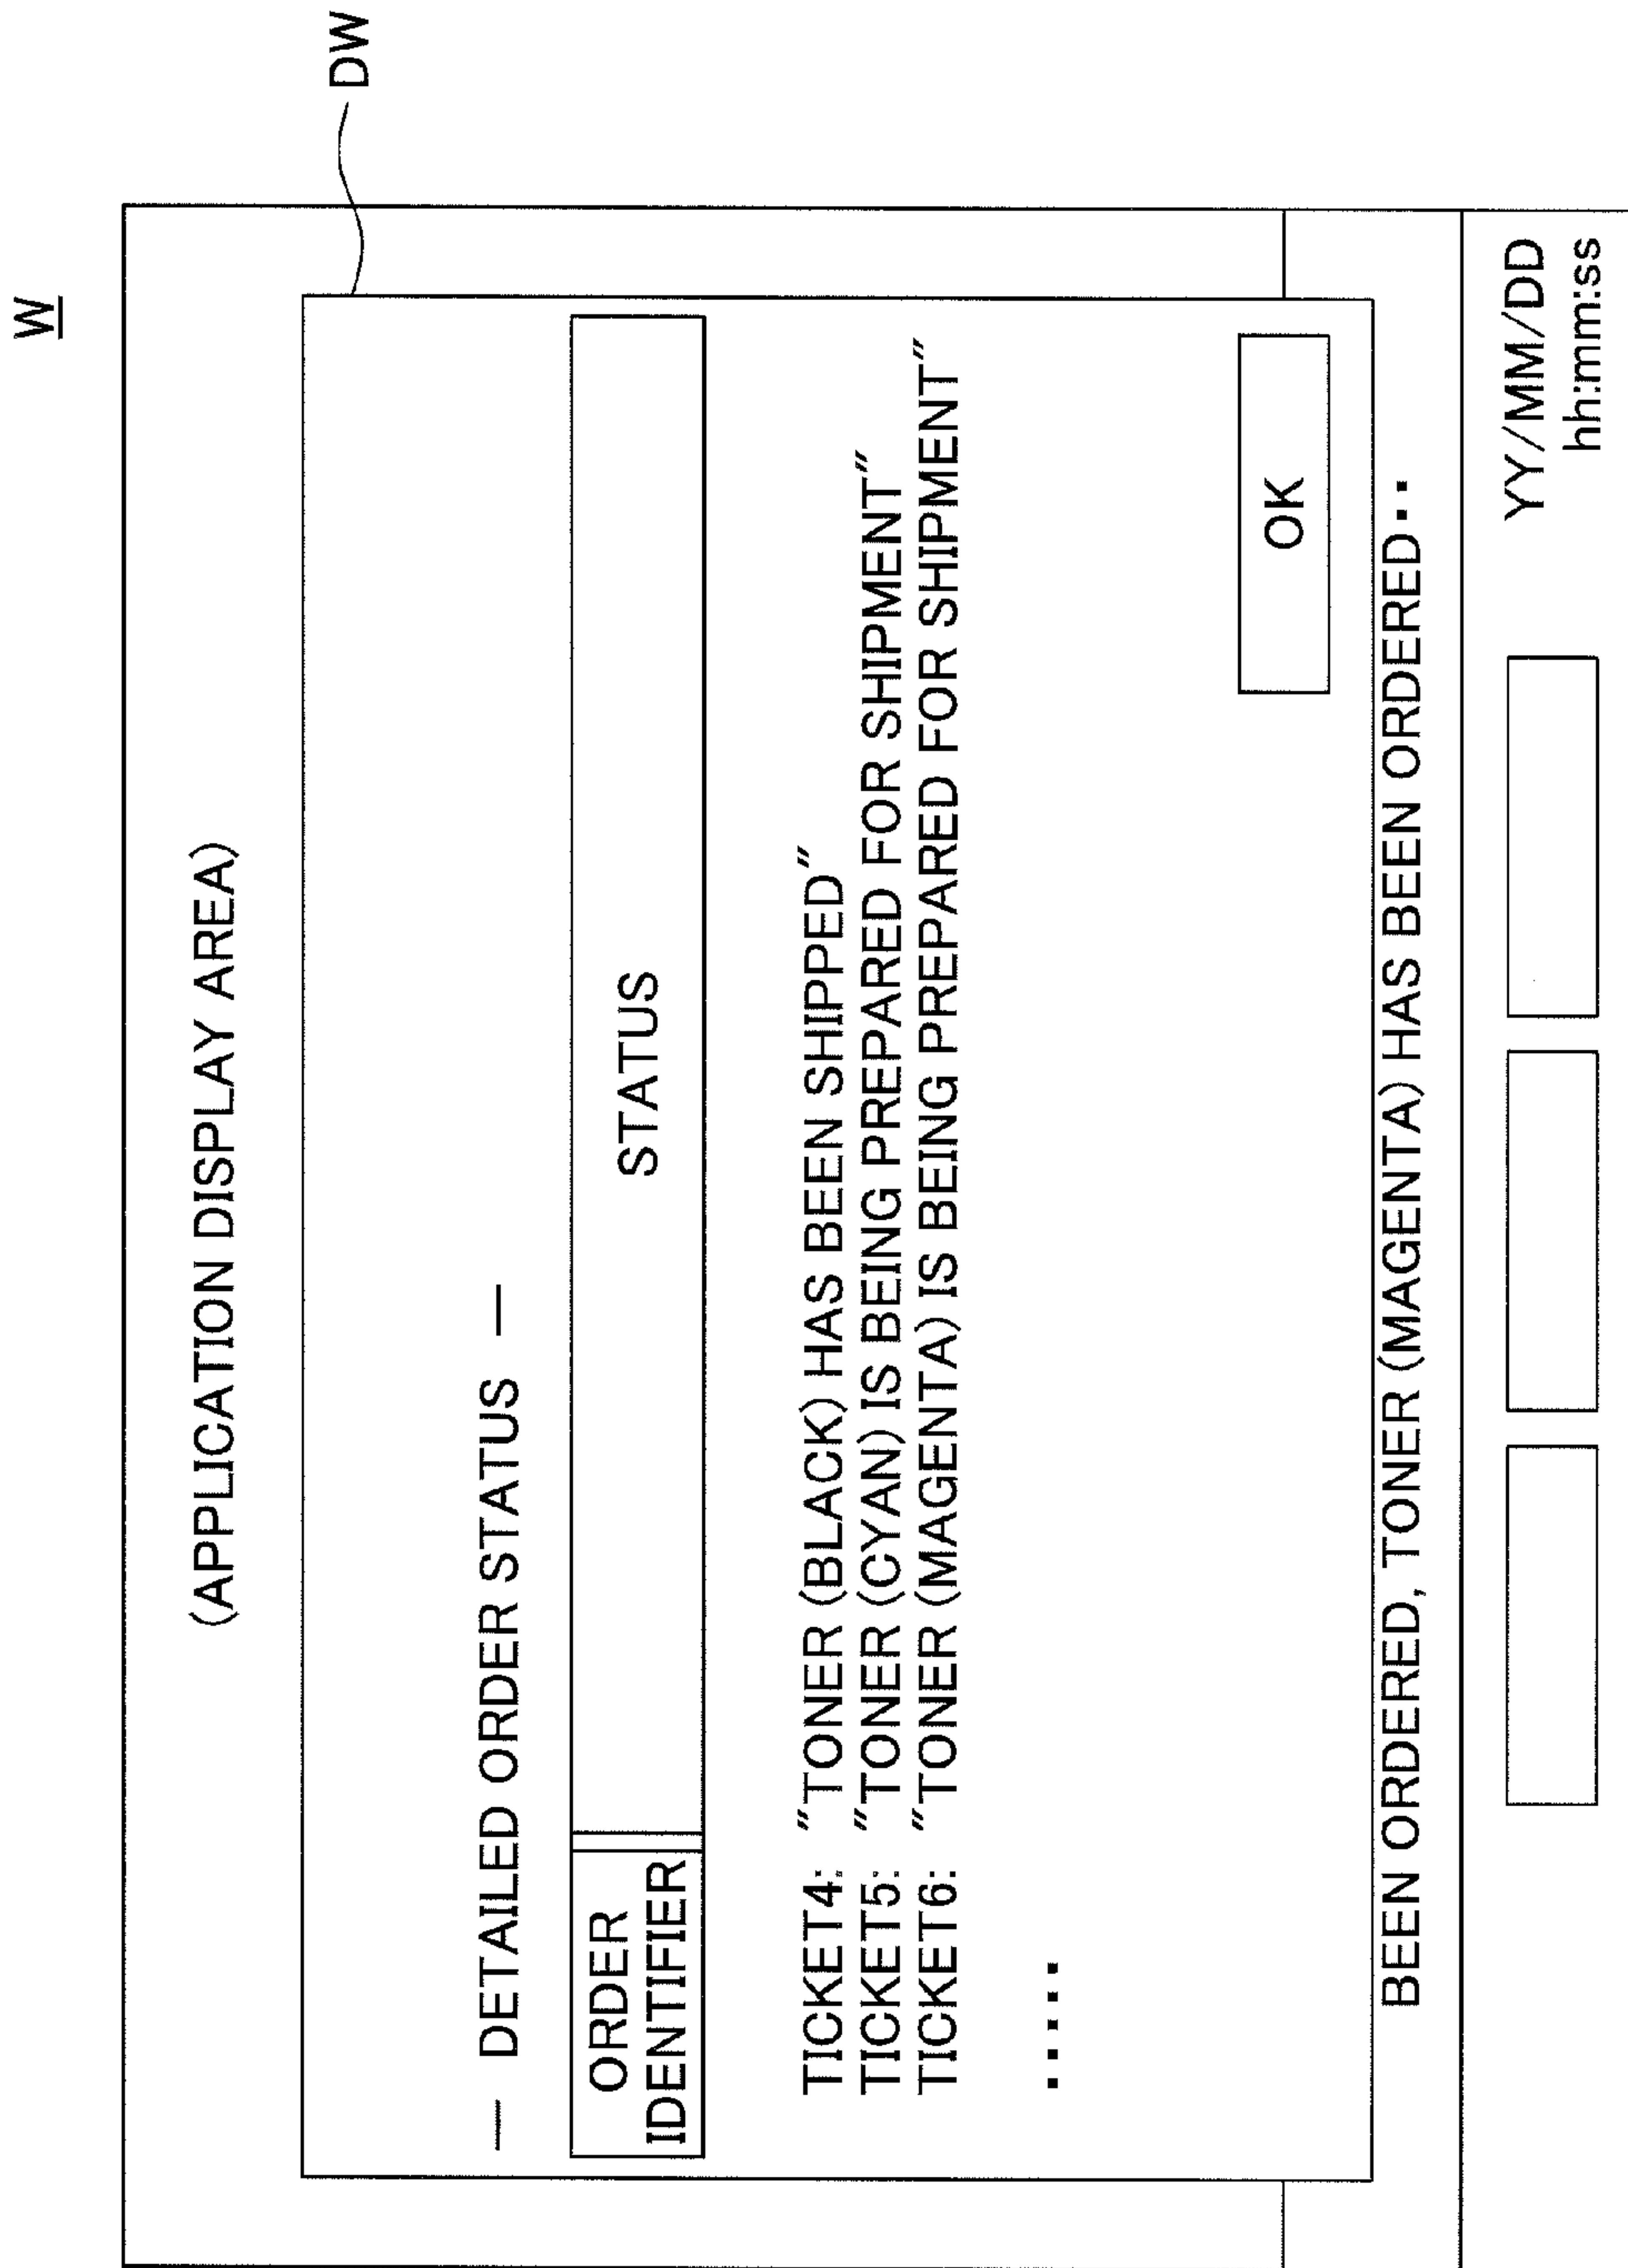 W
(APPLICATION DISPLAY AREA)
DW
— DETAILED ORDER STATUS —
ORDER
IDENTIFIER
STATUS
TICKET4: "TONER (BLACK) HAS BEEN SHIPPED"
TICKET5: "TONER (CYAN) IS BEING PREPARED FOR SHIPMENT"
TICKET6: "TONER (MAGENTA) IS BEING PREPARED FOR SHIPMENT"
.....
OK
BEEN ORDERED, TONER (MAGENTA) HAS BEEN ORDERED..
YY/MM/DD
hh:mm:ss